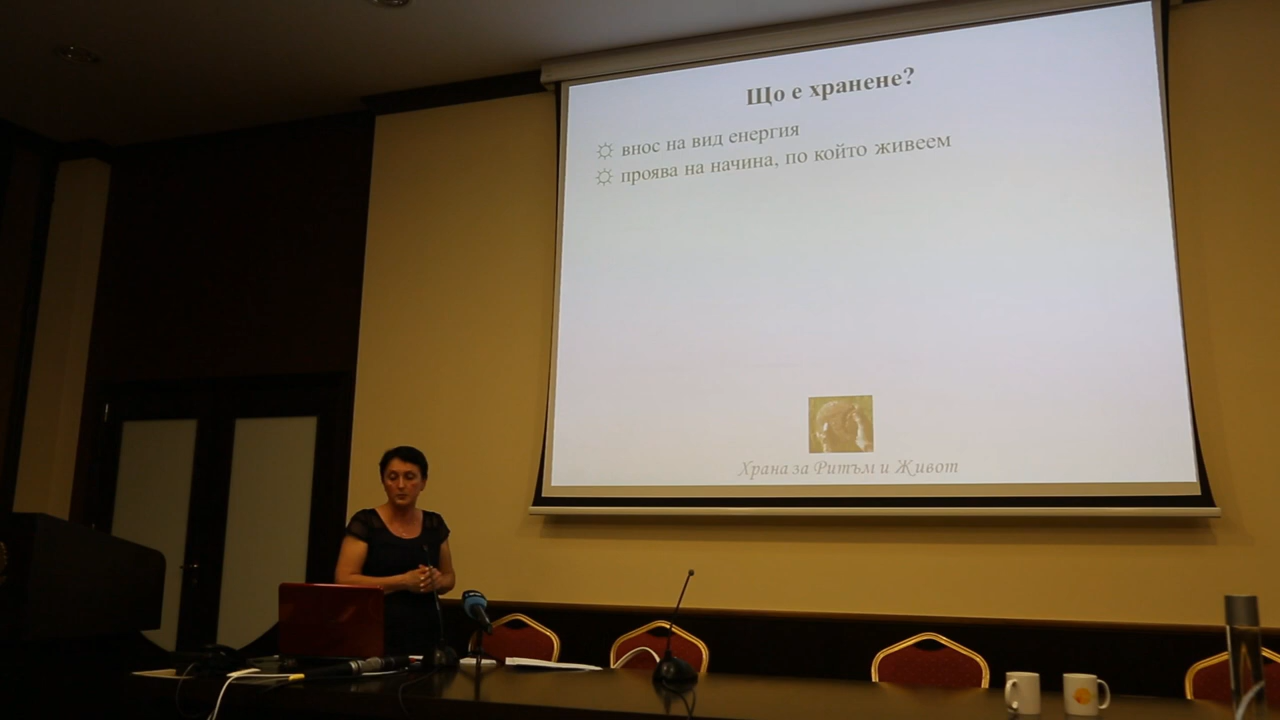 Що е хранене?
внос на вид енергия
проява на начина, по който живеем
Храна за Ритъм и Живот